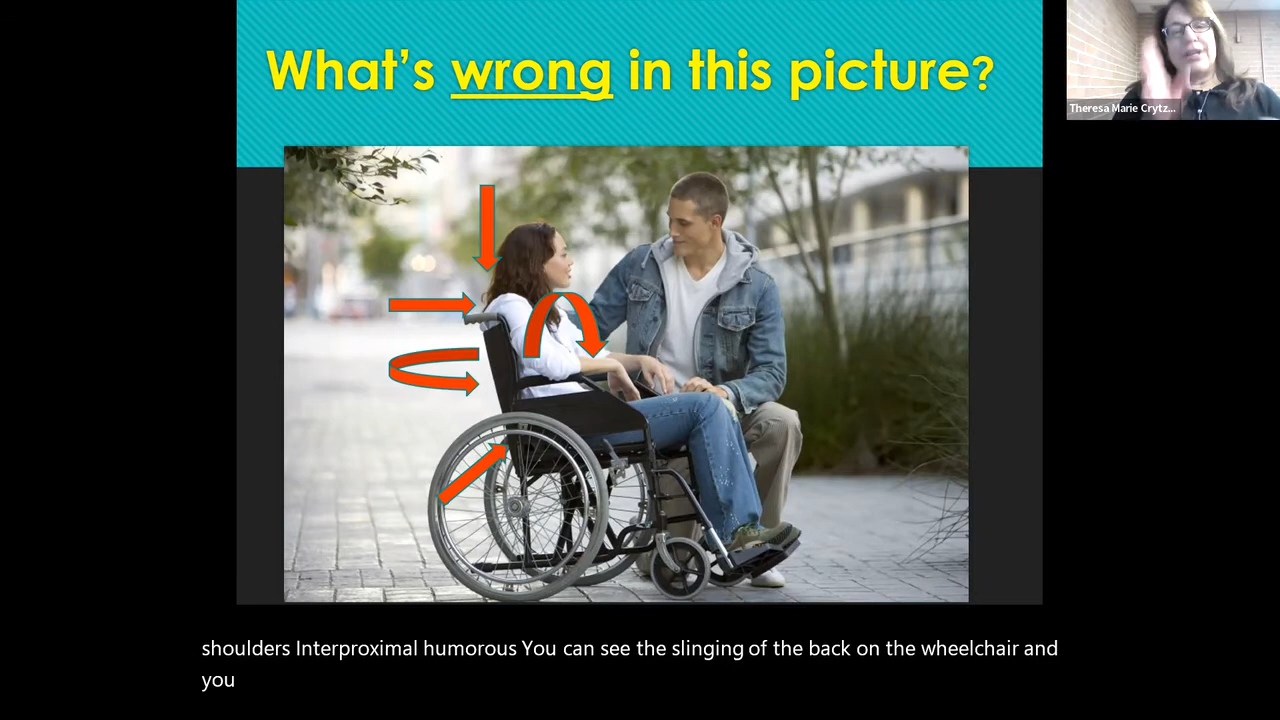 What's wrong in this picture?
Theresa Marie Crytz...
shoulders Interproximal humorous You can see the slinging of the back on the wheelchair and
you